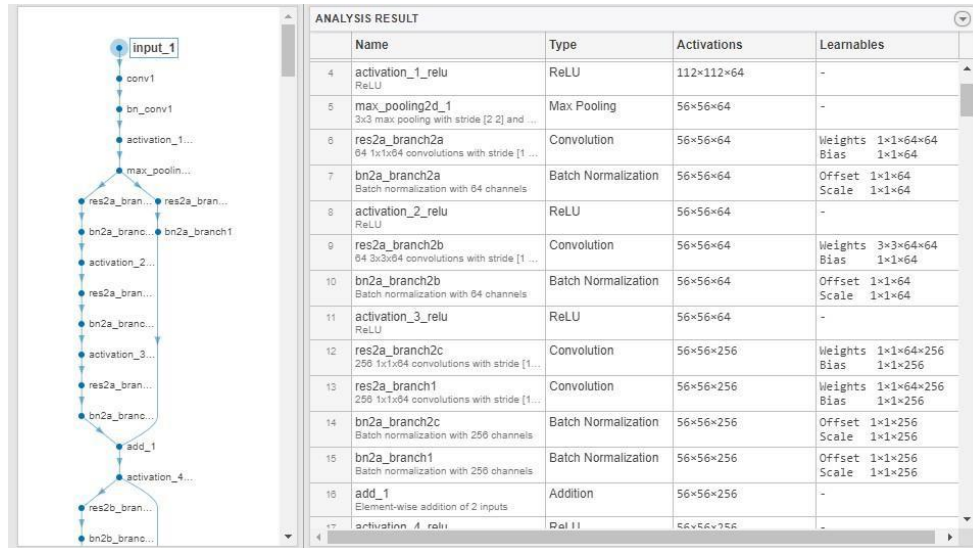 input_1
conv1
bn_conv1
activation_1...
max_poolin...
res2a_bran... res2a_bran...
bn2a_branc... bn2a_branch1
activation_2...
res2a_bran...
bn2a_branc...
activation_3...
res2a_bran...
bn2a_branc...
add_1
activation_4...
res2b_bran...
bn2b_branc...
ANALYSIS RESULT
Name Type Activations Learnables
4 activation_1_relu ReLU 112×112×64 -
ReLU
5 max_pooling2d_1 Max Pooling 56×56×64 -
3x3 max pooling with stride [2 2] and ...
6 res2a_branch2a Convolution 56×56×64 Weights 1×1×64×64
64 1x1x64 convolutions with stride [1 ... Bias 1×1×64
7 bn2a_branch2a Batch Normalization 56×56×64 Offset 1×1×64
Batch normalization with 64 channels Scale 1×1×64
8 activation_2_relu ReLU 56×56×64 -
ReLU
9 res2a_branch2b Convolution 56×56×64 Weights 3×3×64×64
64 3x3x64 convolutions with stride [1 ... Bias 1×1×64
10 bn2a_branch2b Batch Normalization 56×56×64 Offset 1×1×64
Batch normalization with 64 channels Scale 1×1×64
11 activation_3_relu ReLU 56×56×64 -
ReLU
12 res2a_branch2c Convolution 56×56×256 Weights 1×1×64×256
256 1x1x64 convolutions with stride [1... Bias 1×1×256
13 res2a_branch1 Convolution 56×56×256 Weights 1×1×64×256
256 1x1x64 convolutions with stride [1... Bias 1×1×256
14 bn2a_branch2c Batch Normalization 56×56×256 Offset 1×1×256
Batch normalization with 256 channels Scale 1×1×256
15 bn2a_branch1 Batch Normalization 56×56×256 Offset 1×1×256
Batch normalization with 256 channels Scale 1×1×256
16 add_1 Addition 56×56×256 -
Element-wise addition of 2 inputs
17 activation_4_relu ReLU 56×56×256 -